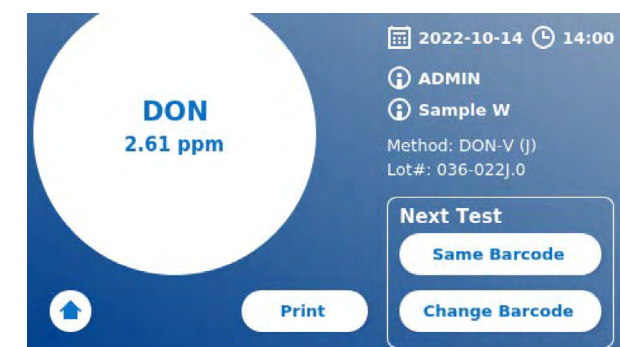 DON
2.61 ppm
2022-10-14 14:00
ADMIN
Sample W
Method: DON-V (J)
Lot#: 036-022J.0
Next Test
Same Barcode
Change Barcode
Print